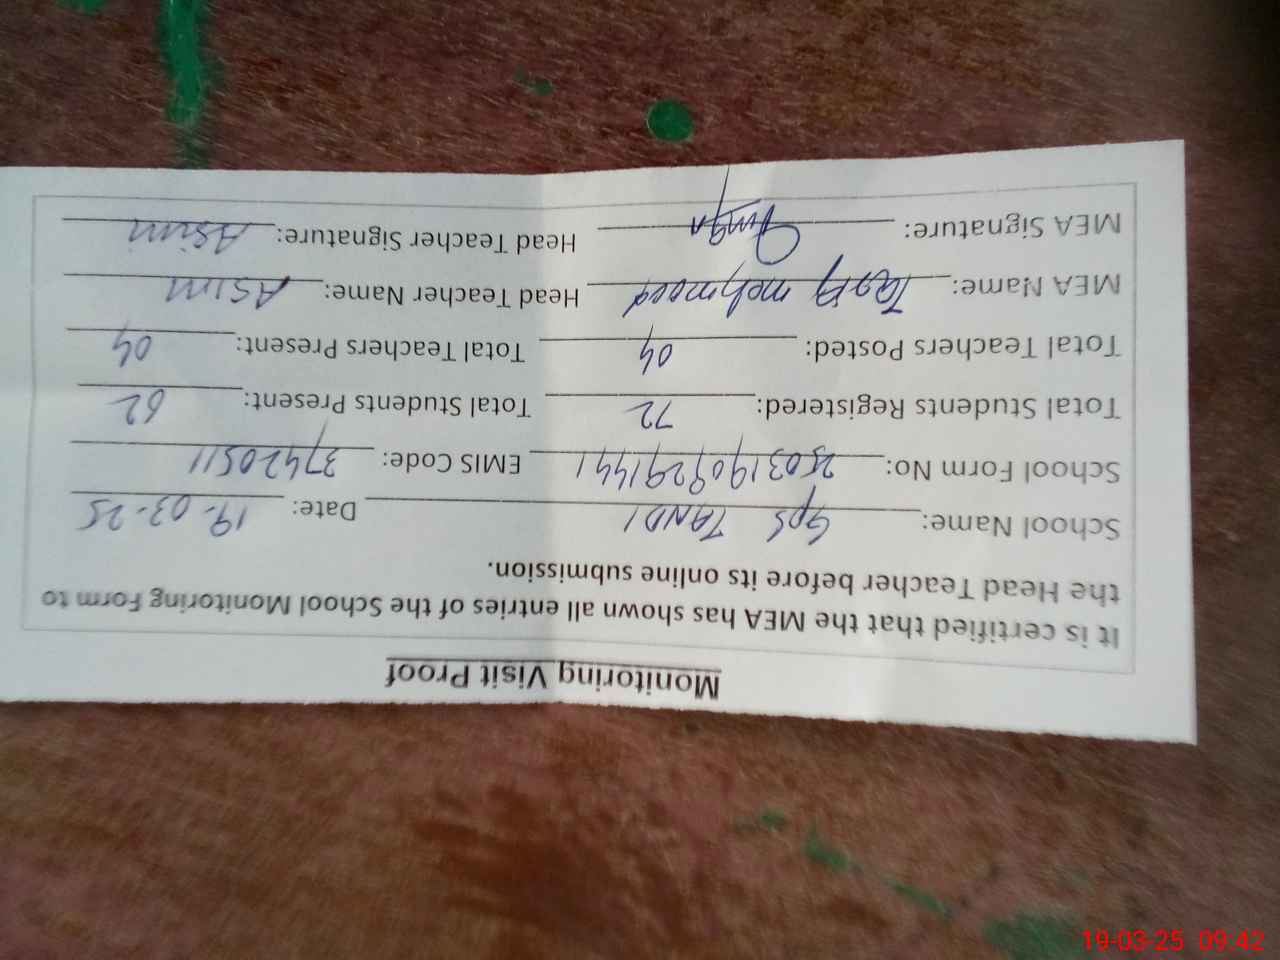 Monitoring Visit Proof
It is certified that the MEA has shown all entries of the School Monitoring Form to
the Head Teacher before its online submission.
School Name: GPS TANDI Date: 19-03-25
School Form No: 25031909291441 EMIS Code: 37420511
Total Students Registered: 72 Total Students Present: 62
Total Teachers Posted: 04 Total Teachers Present: 04
MEA Name: Tariq mehmood Head Teacher Name: ASIM
MEA Signature: Head Teacher Signature: ASim
19-03-25 09:42